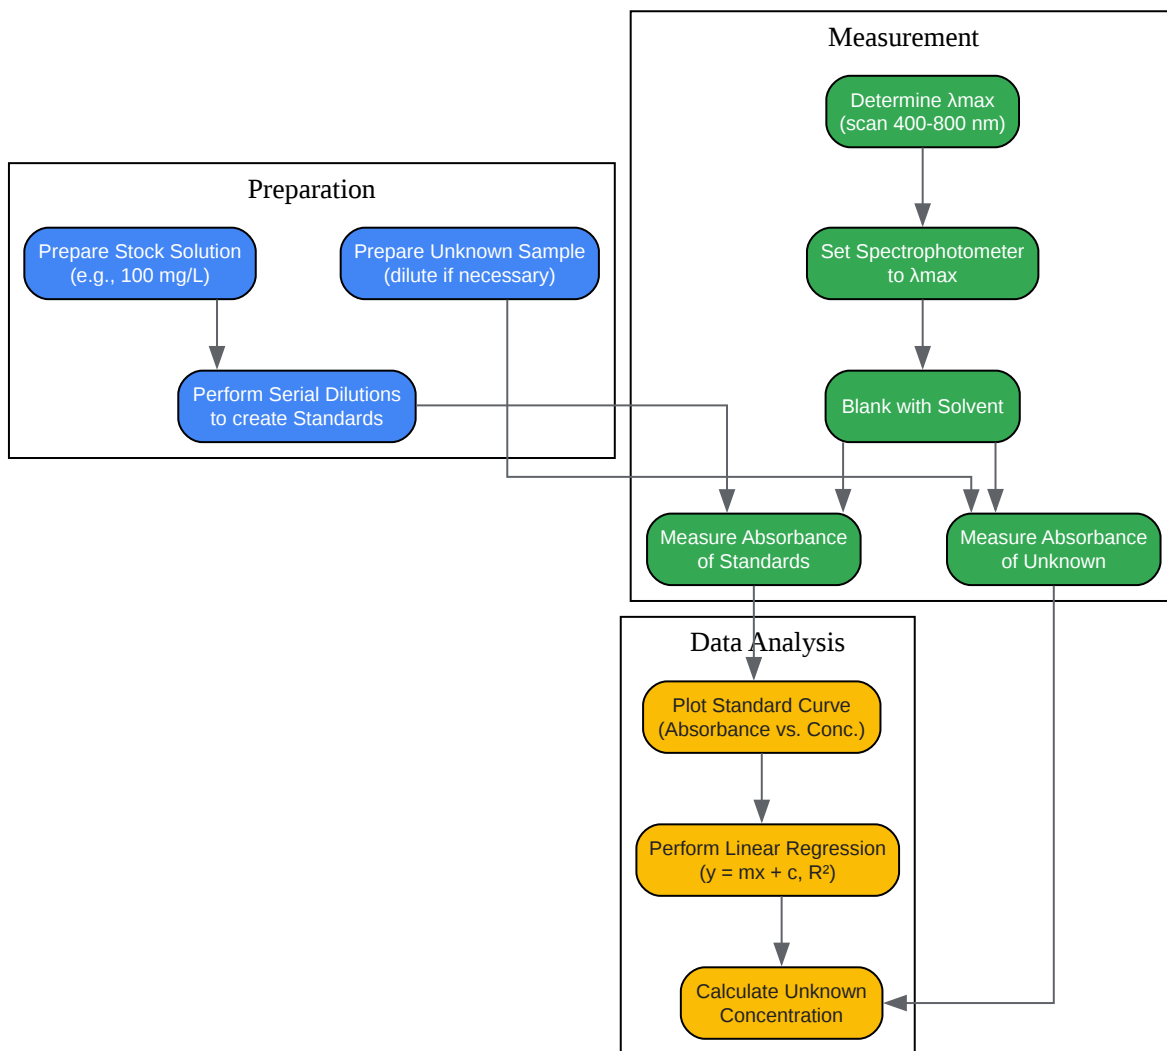 Measurement
Determine λmax
(scan 400-800 nm)
Preparation
Prepare Stock Solution
(e.g., 100 mg/L)
Prepare Unknown Sample
(dilute if necessary)
Set Spectrophotometer
to λmax
Perform Serial Dilutions
to create Standards
Blank with Solvent
Measure Absorbance
of Standards
Measure Absorbance
of Unknown
Data Analysis
Plot Standard Curve
(Absorbance vs. Conc.)
Perform Linear Regression
(y = mx + c, R²)
Calculate Unknown
Concentration